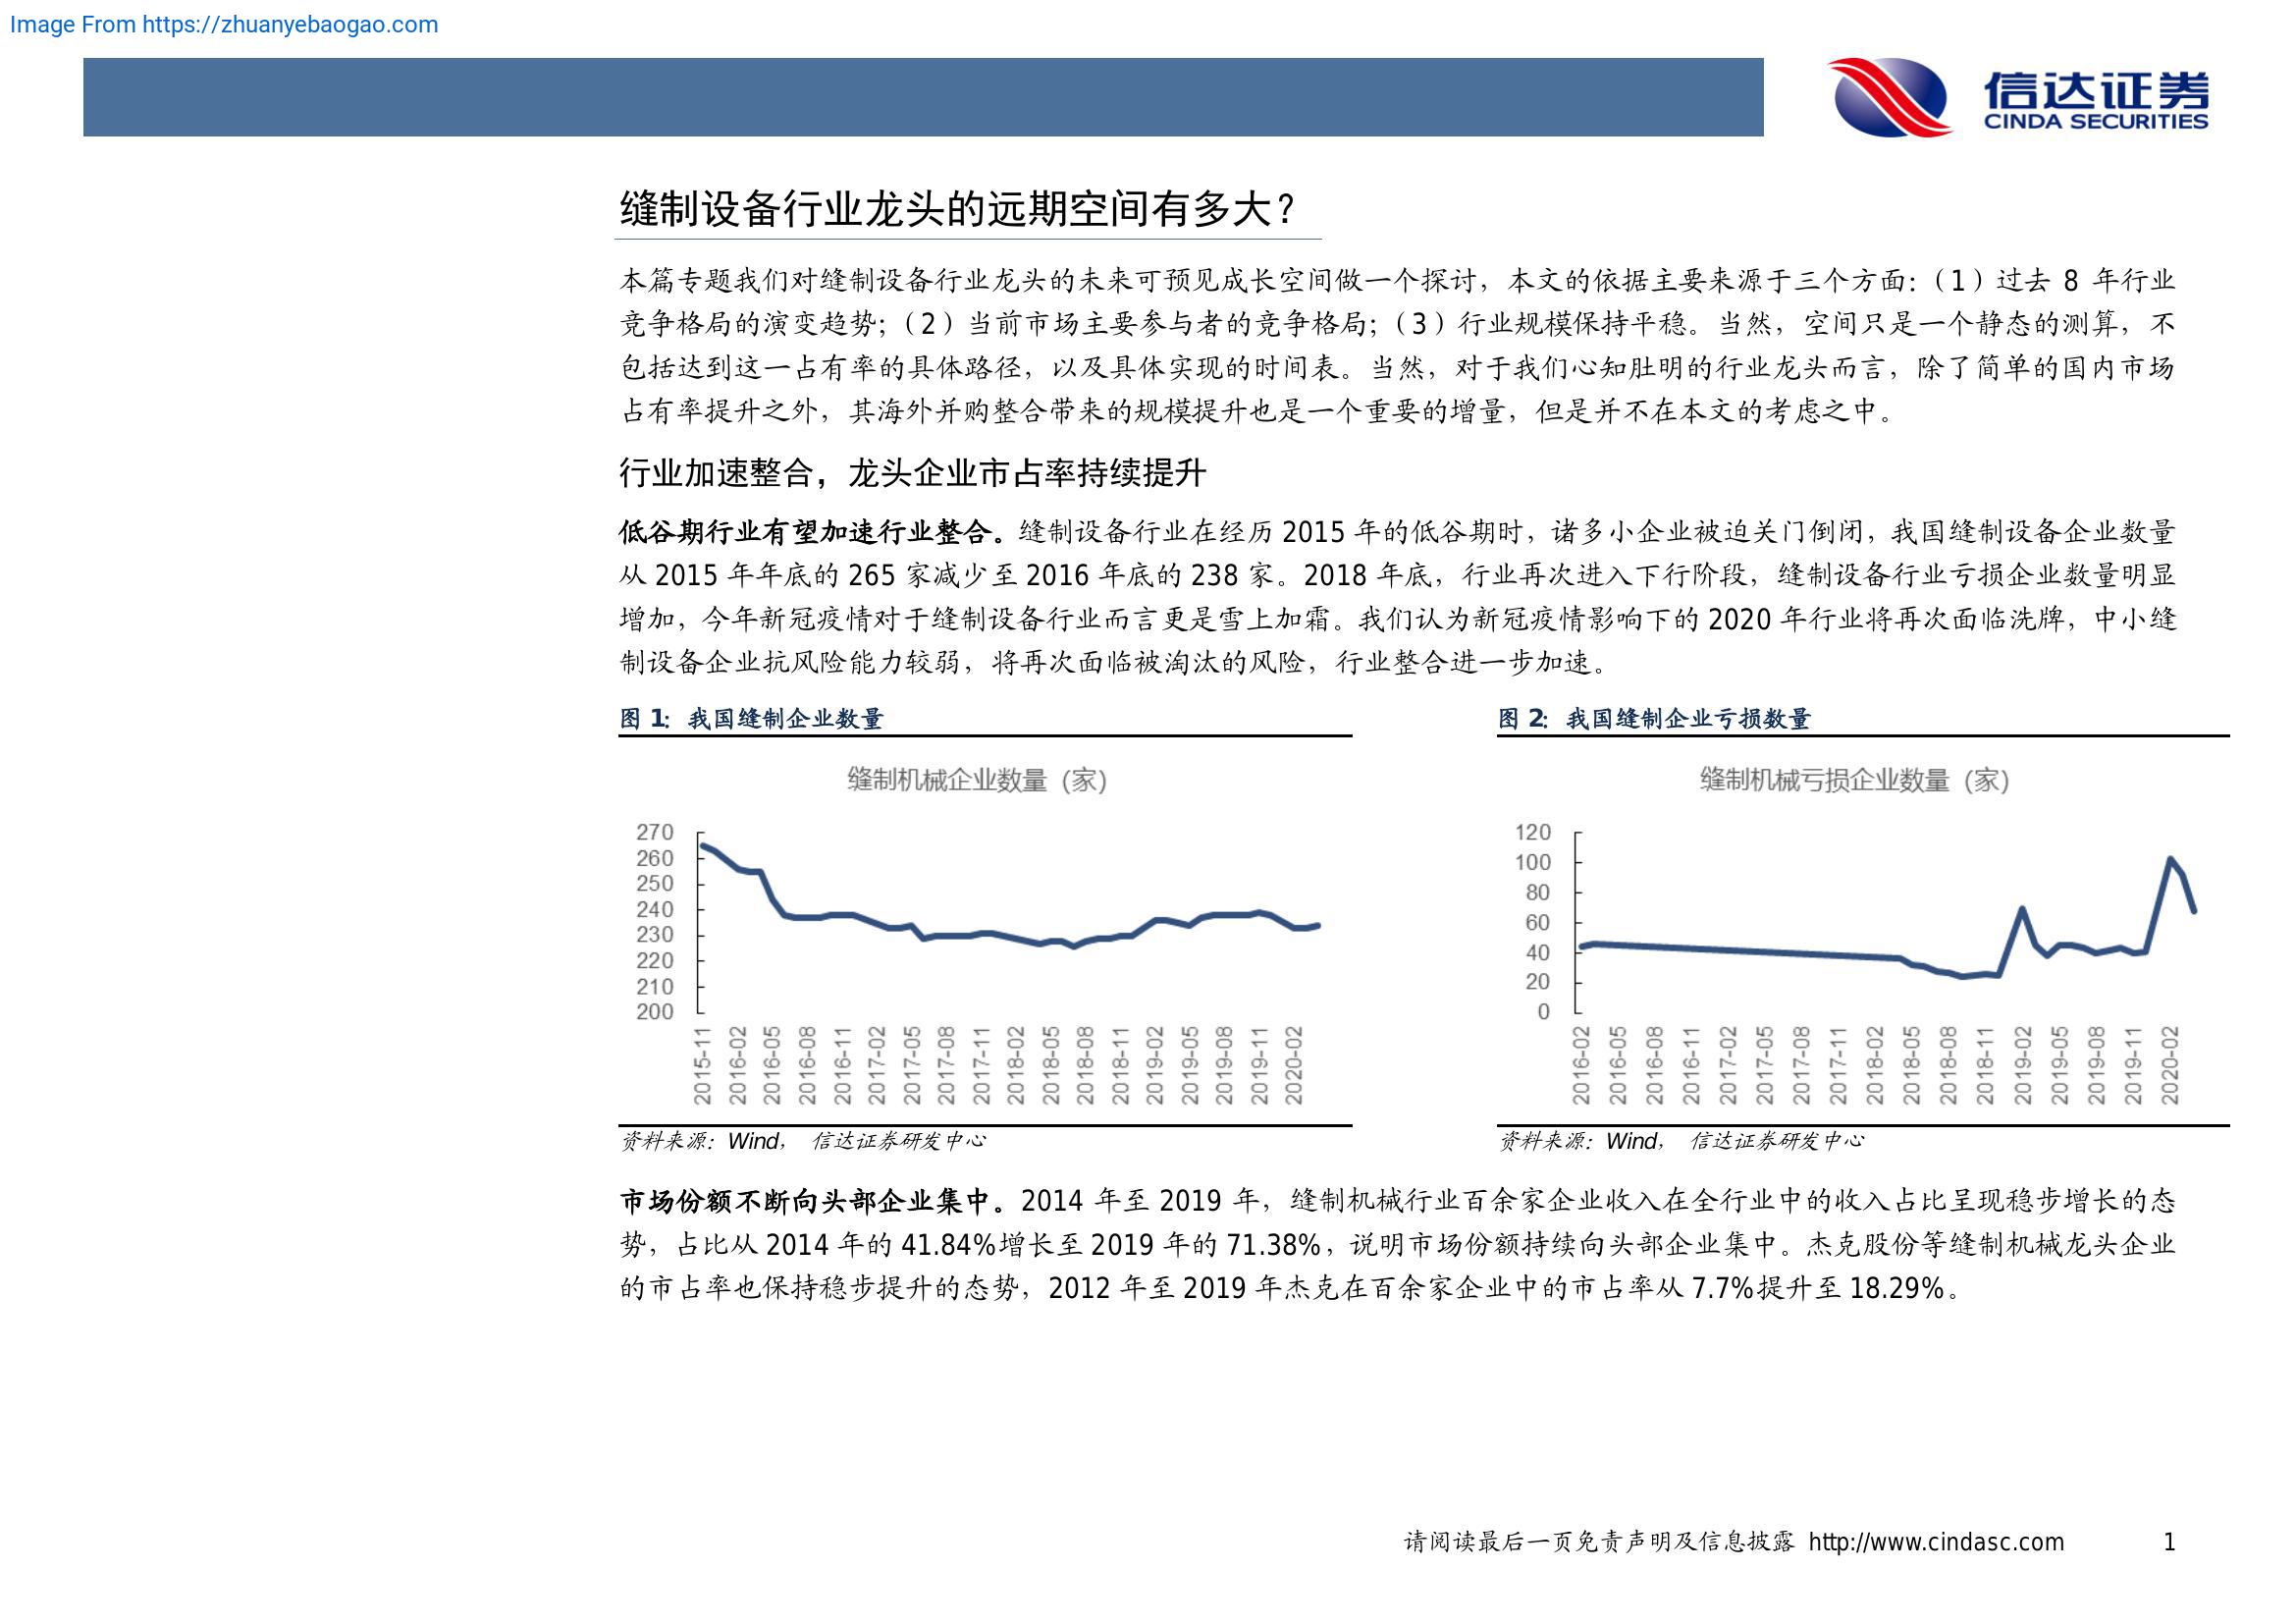 Image From https://zhuanyebaogao.com
信达证券
CINDA SECURITIES
缝制设备行业龙头的远期空间有多大？
本篇专题我们对缝制设备行业龙头的未来可预见成长空间做一个探讨，本文的依据主要来源于三个方面：（1）过去 8 年行业
竞争格局的演变趋势；（2）当前市场主要参与者的竞争格局；（3）行业规模保持平稳。当然，空间只是一个静态的测算，不
包括达到这一占有率的具体路径，以及具体实现的时间表。当然，对于我们心知肚明的行业龙头而言，除了简单的国内市场
占有率提升之外，其海外并购整合带来的规模提升也是一个重要的增量，但是并不在本文的考虑之中。
行业加速整合，龙头企业市占率持续提升
低谷期行业有望加速行业整合。缝制设备行业在经历 2015 年的低谷期时，诸多小企业被迫关门倒闭，我国缝制设备企业数量
从 2015 年年底的 265 家减少至 2016 年底的 238 家。2018 年底，行业再次进入下行阶段，缝制设备行业亏损企业数量明显
增加，今年新冠疫情对于缝制设备行业而言更是雪上加霜。我们认为新冠疫情影响下的 2020 年行业将再次面临洗牌，中小缝
制设备企业抗风险能力较弱，将再次面临被淘汰的风险，行业整合进一步加速。
图 1：我国缝制企业数量
缝制机械企业数量（家）
270
260
250
240
230
220
210
200
2015-11
2016-02
2016-05
2016-08
2016-11
2017-02
2017-05
2017-08
2017-11
2018-02
2018-05
2018-08
2018-11
2019-02
2019-05
2019-08
2019-11
2020-02
资料来源：Wind， 信达证券研发中心
图 2：我国缝制企业亏损数量
缝制机械亏损企业数量（家）
120
100
80
60
40
20
0
2016-02
2016-05
2016-08
2016-11
2017-02
2017-05
2017-08
2017-11
2018-02
2018-05
2018-08
2018-11
2019-02
2019-05
2019-08
2019-11
2020-02
资料来源：Wind， 信达证券研发中心
市场份额不断向头部企业集中。2014 年至 2019 年，缝制机械行业百余家企业收入在全行业中的收入占比呈现稳步增长的态
势，占比从 2014 年的 41.84%增长至 2019 年的 71.38%，说明市场份额持续向头部企业集中。杰克股份等缝制机械龙头企业
的市占率也保持稳步提升的态势，2012 年至 2019 年杰克在百余家企业中的市占率从 7.7%提升至 18.29%。
请阅读最后一页免责声明及信息披露 http://www.cindasc.com 1